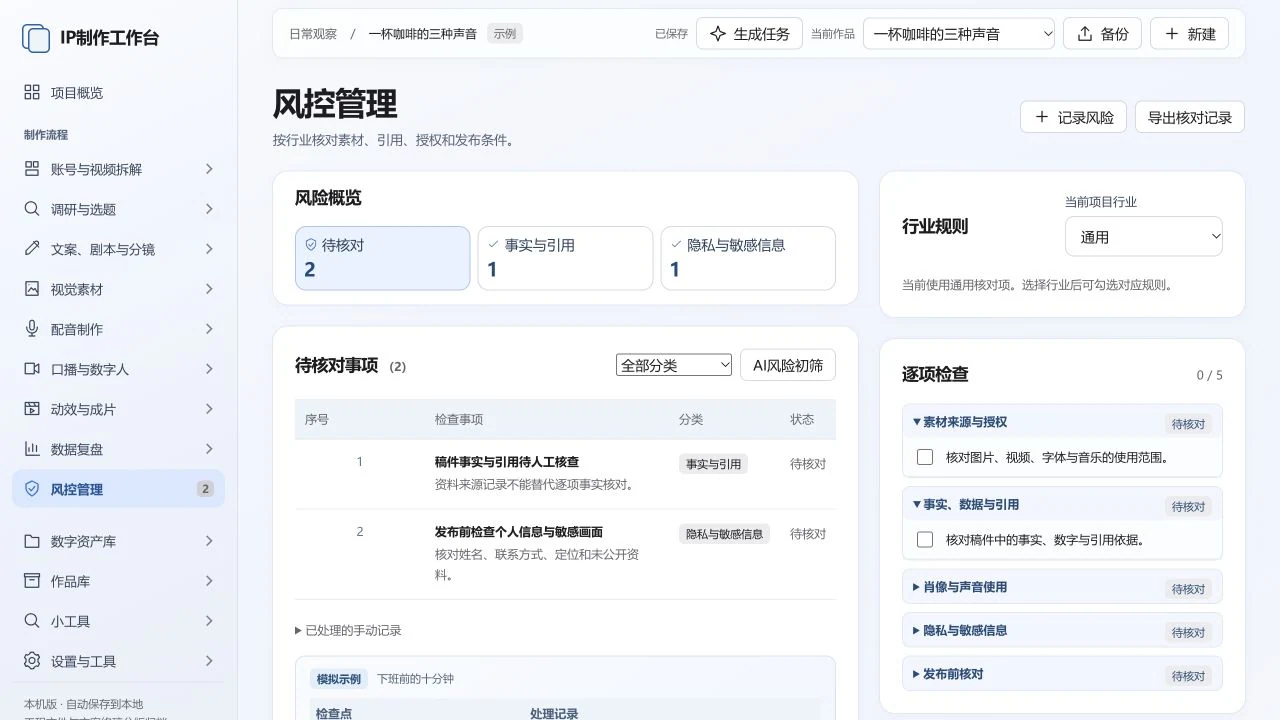 IP制作工作台
项目概览
制作流程
账号与视频拆解
调研与选题
文案、剧本与分镜
视觉素材
配音制作
口播与数字人
动效与成片
数据复盘
风控管理 2
数字资产库
作品库
小工具
设置与工具
本机版 · 自动保存到本地
日常观察 / 一杯咖啡的三种声音 示例
已保存 生成任务 当前作品 一杯咖啡的三种声音 备份 新建
风控管理
按行业核对素材、引用、授权和发布条件。
记录风险 导出核对记录
风险概览
待核对
2
事实与引用
1
隐私与敏感信息
1
待核对事项 (2)
全部分类 AI风险初筛
序号 检查事项 分类 状态
1 稿件事实与引用待人工核查 事实与引用 待核对
资料来源记录不能替代逐项事实核对。
2 发布前检查个人信息与敏感画面 隐私与敏感信息 待核对
核对姓名、联系方式、定位和未公开资
料。
已处理的手动记录
模拟示例 下班前的十分钟
检查点 处理记录
行业规则
当前项目行业
通用
当前使用通用核对项。选择行业后可勾选对应规则。
逐项检查 0 / 5
素材来源与授权 待核对
核对图片、视频、字体与音乐的使用范围。
事实、数据与引用 待核对
核对稿件中的事实、数字与引用依据。
肖像与声音使用 待核对
隐私与敏感信息 待核对
发布前核对 待核对